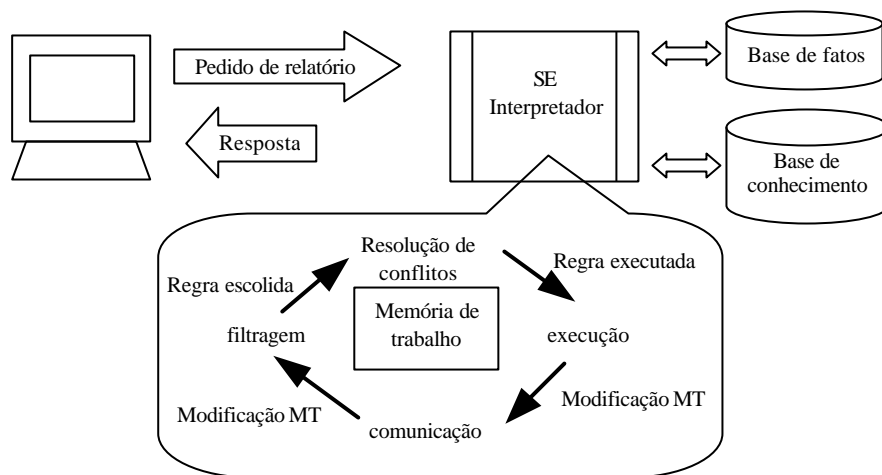 Pedido de relatório
Resposta
SE
Interpretador
Base de fatos
Base de
conhecimento
Resolução de
conflitos
Regra escolida
Regra executada
Memória de
trabalho
filtragem
execução
Modificação MT
Modificação MT
comunicação